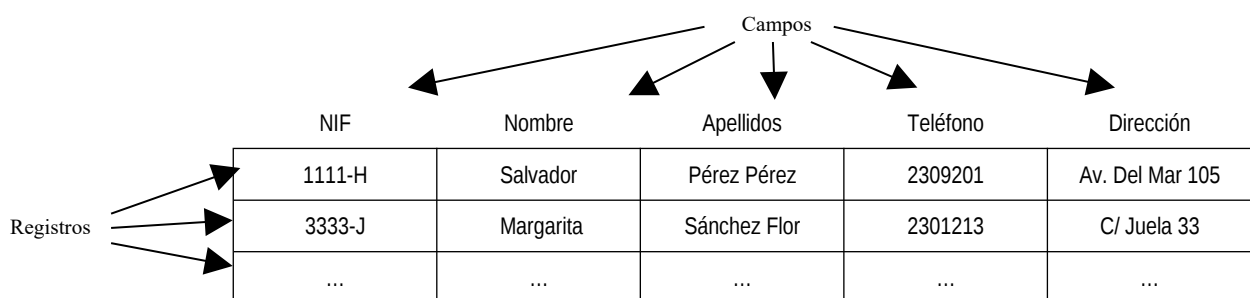 Campos
NIF Nombre Apellidos Teléfono Dirección
1111-H Salvador Pérez Pérez 2309201 Av. Del Mar 105
Registros
3333-J Margarita Sánchez Flor 2301213 C/ Juela 33
... ... ... ... ...